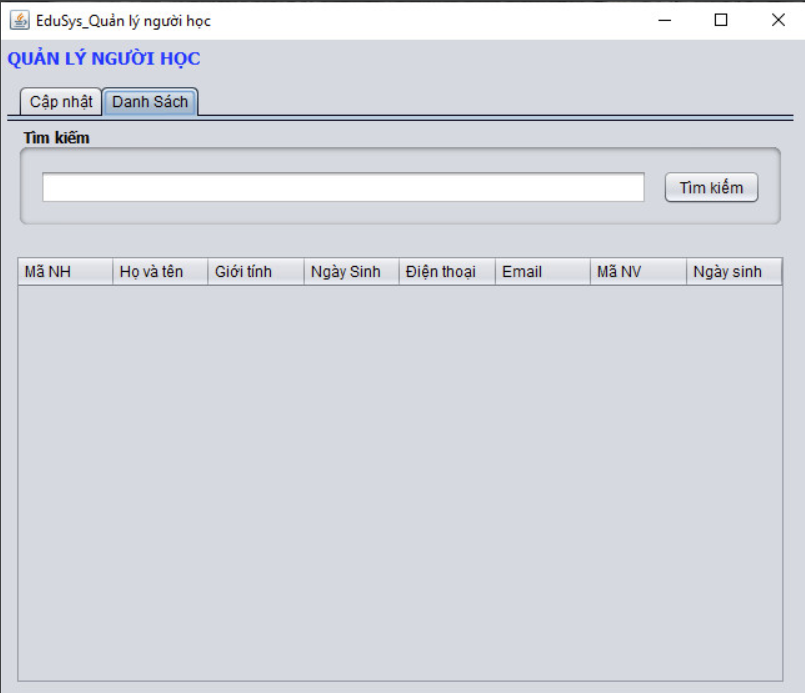 EduSys_Quản lý người học
QUẢN LÝ NGƯỜI HỌC
Cập nhật Danh Sách
Tìm kiếm
Tìm kiếm
Mã NH Họ và tên Giới tính Ngày Sinh Điện thoại Email Mã NV Ngày sinh